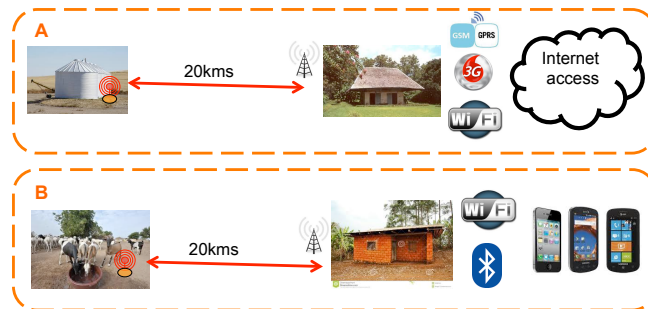 A
20kms
GSM
GPRS
3G
Wi Fi
Internet
access
B
20kms
Wi Fi